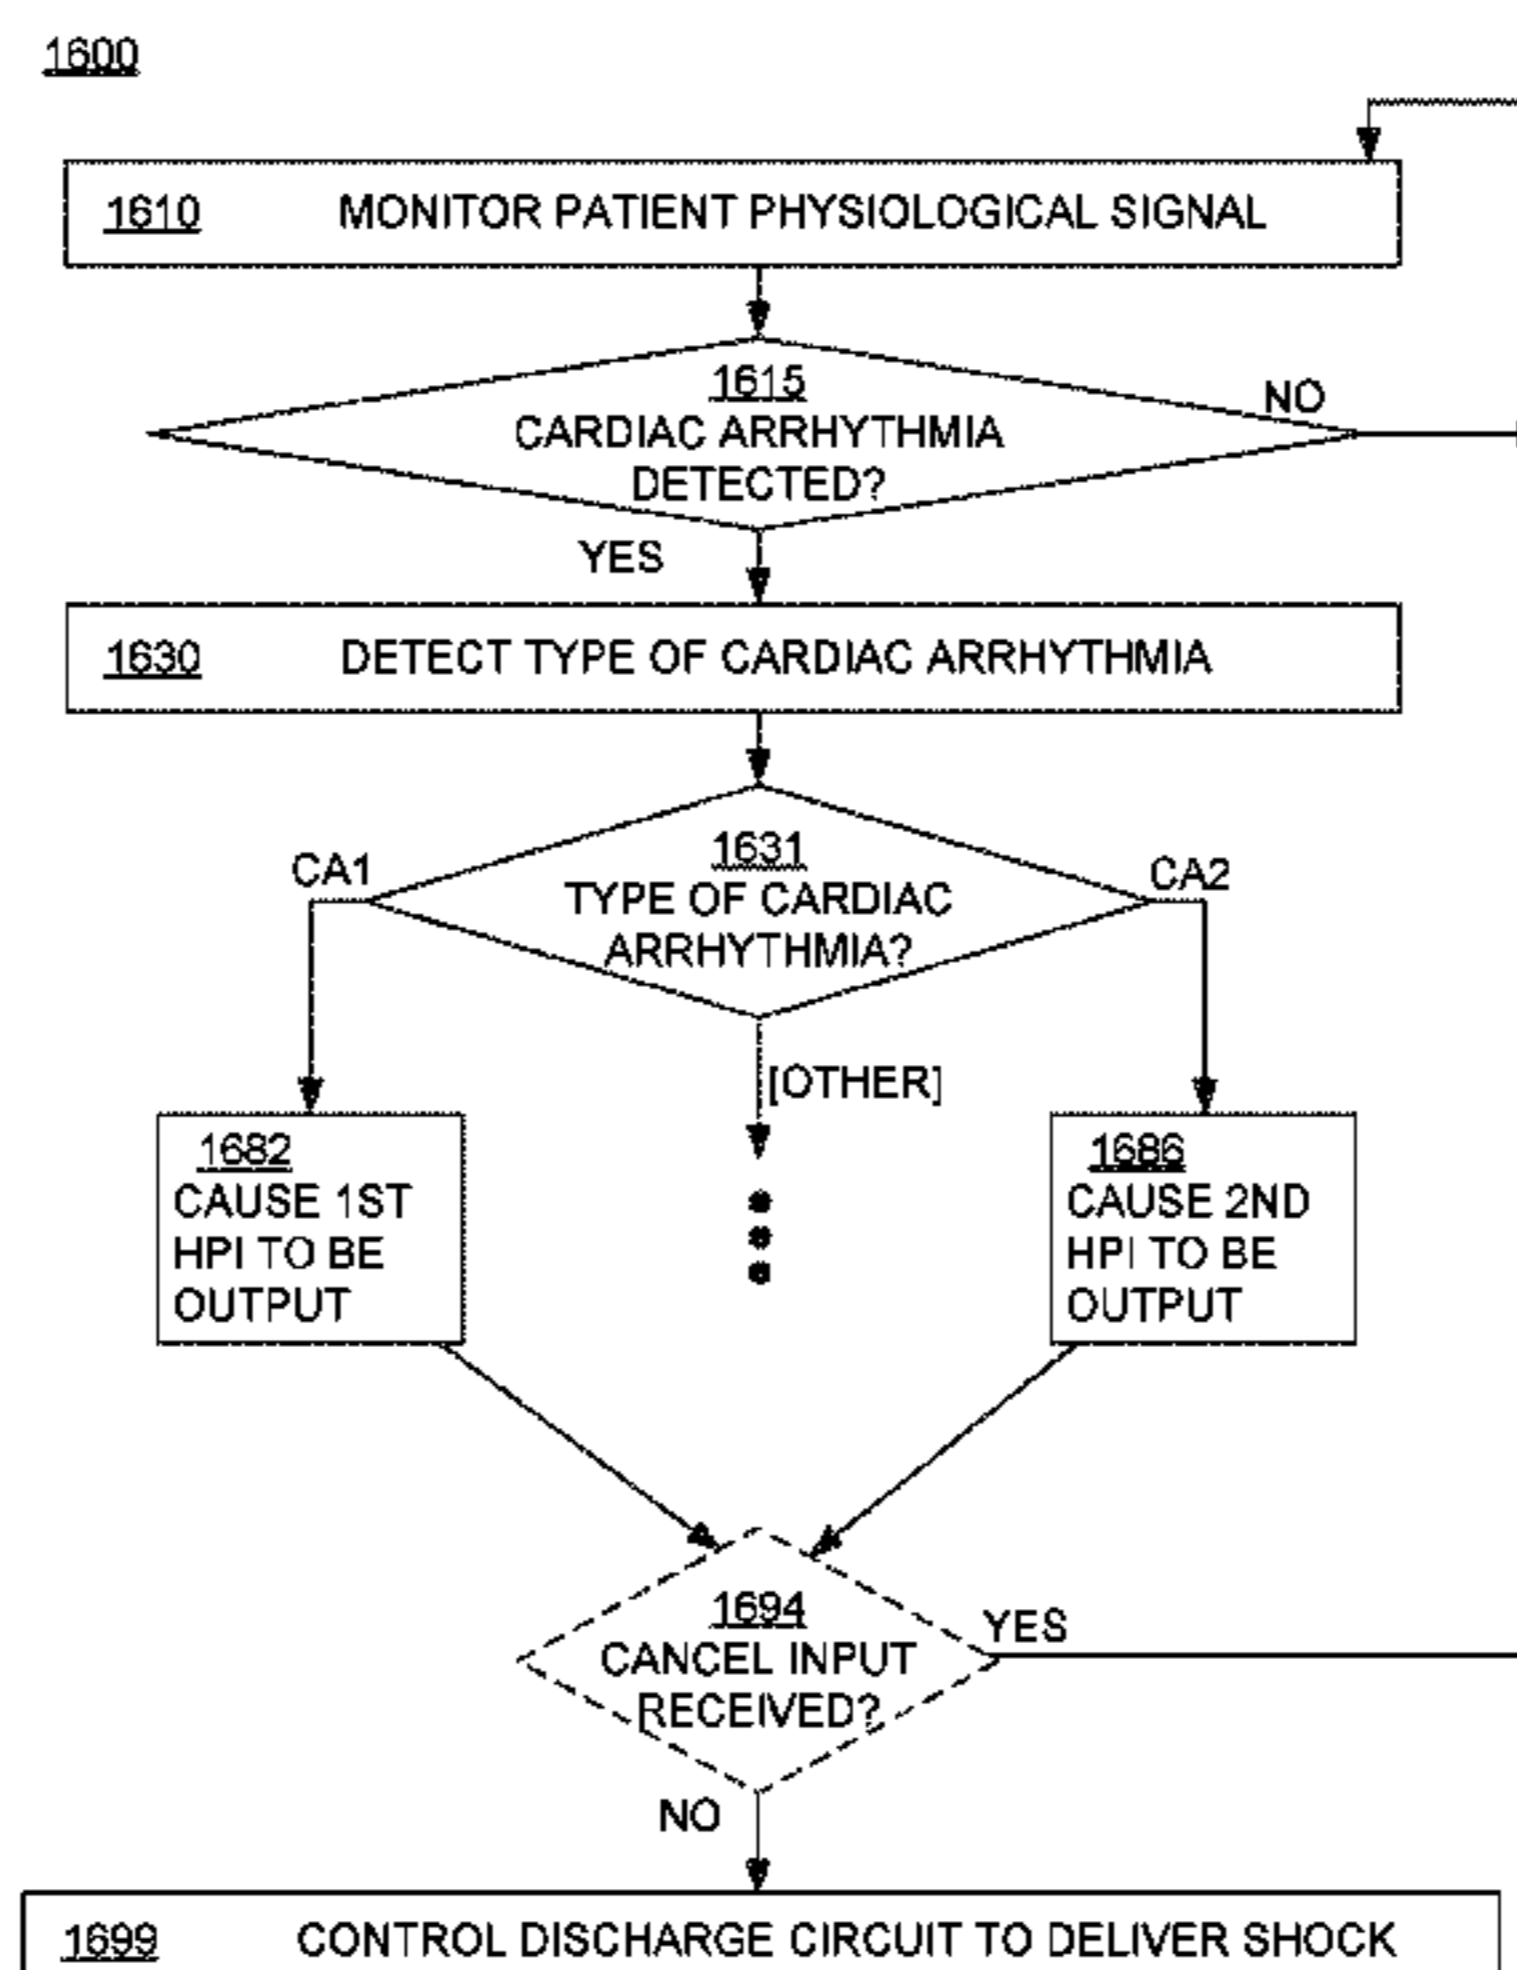 1600
1610 MONITOR PATIENT PHYSIOLOGICAL SIGNAL
1615
CARDIAC ARRHYTHMIA
DETECTED?
NO
YES
1630 DETECT TYPE OF CARDIAC ARRHYTHMIA
1631
TYPE OF CARDIAC
ARRHYTHMIA?
CA1
CA2
[OTHER]
1682
CAUSE 1ST
HPI TO BE
OUTPUT
1686
CAUSE 2ND
HPI TO BE
OUTPUT
1694
CANCEL INPUT
RECEIVED?
YES
NO
1699 CONTROL DISCHARGE CIRCUIT TO DELIVER SHOCK